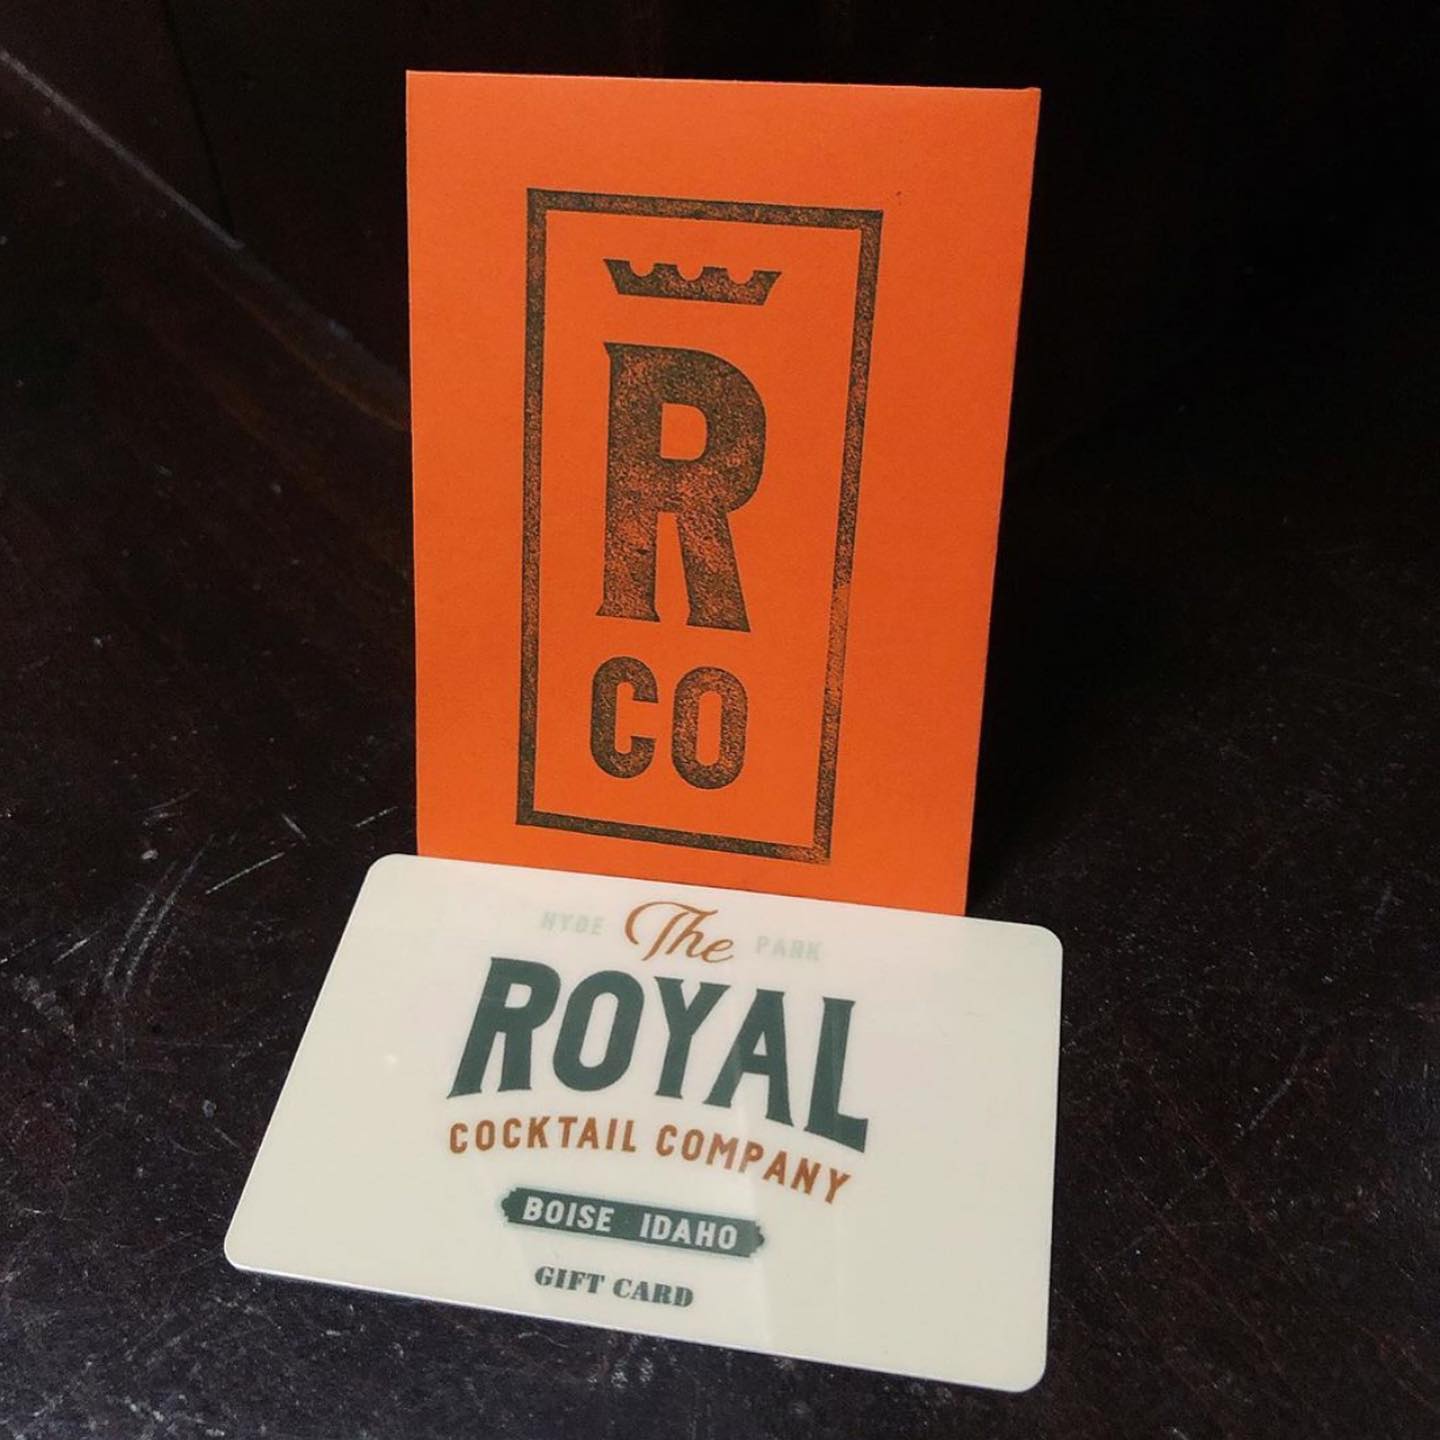 R
CO
HYDE The PARK
ROYAL
COCKTAIL COMPANY
BOISE IDAHO
GIFT CARD